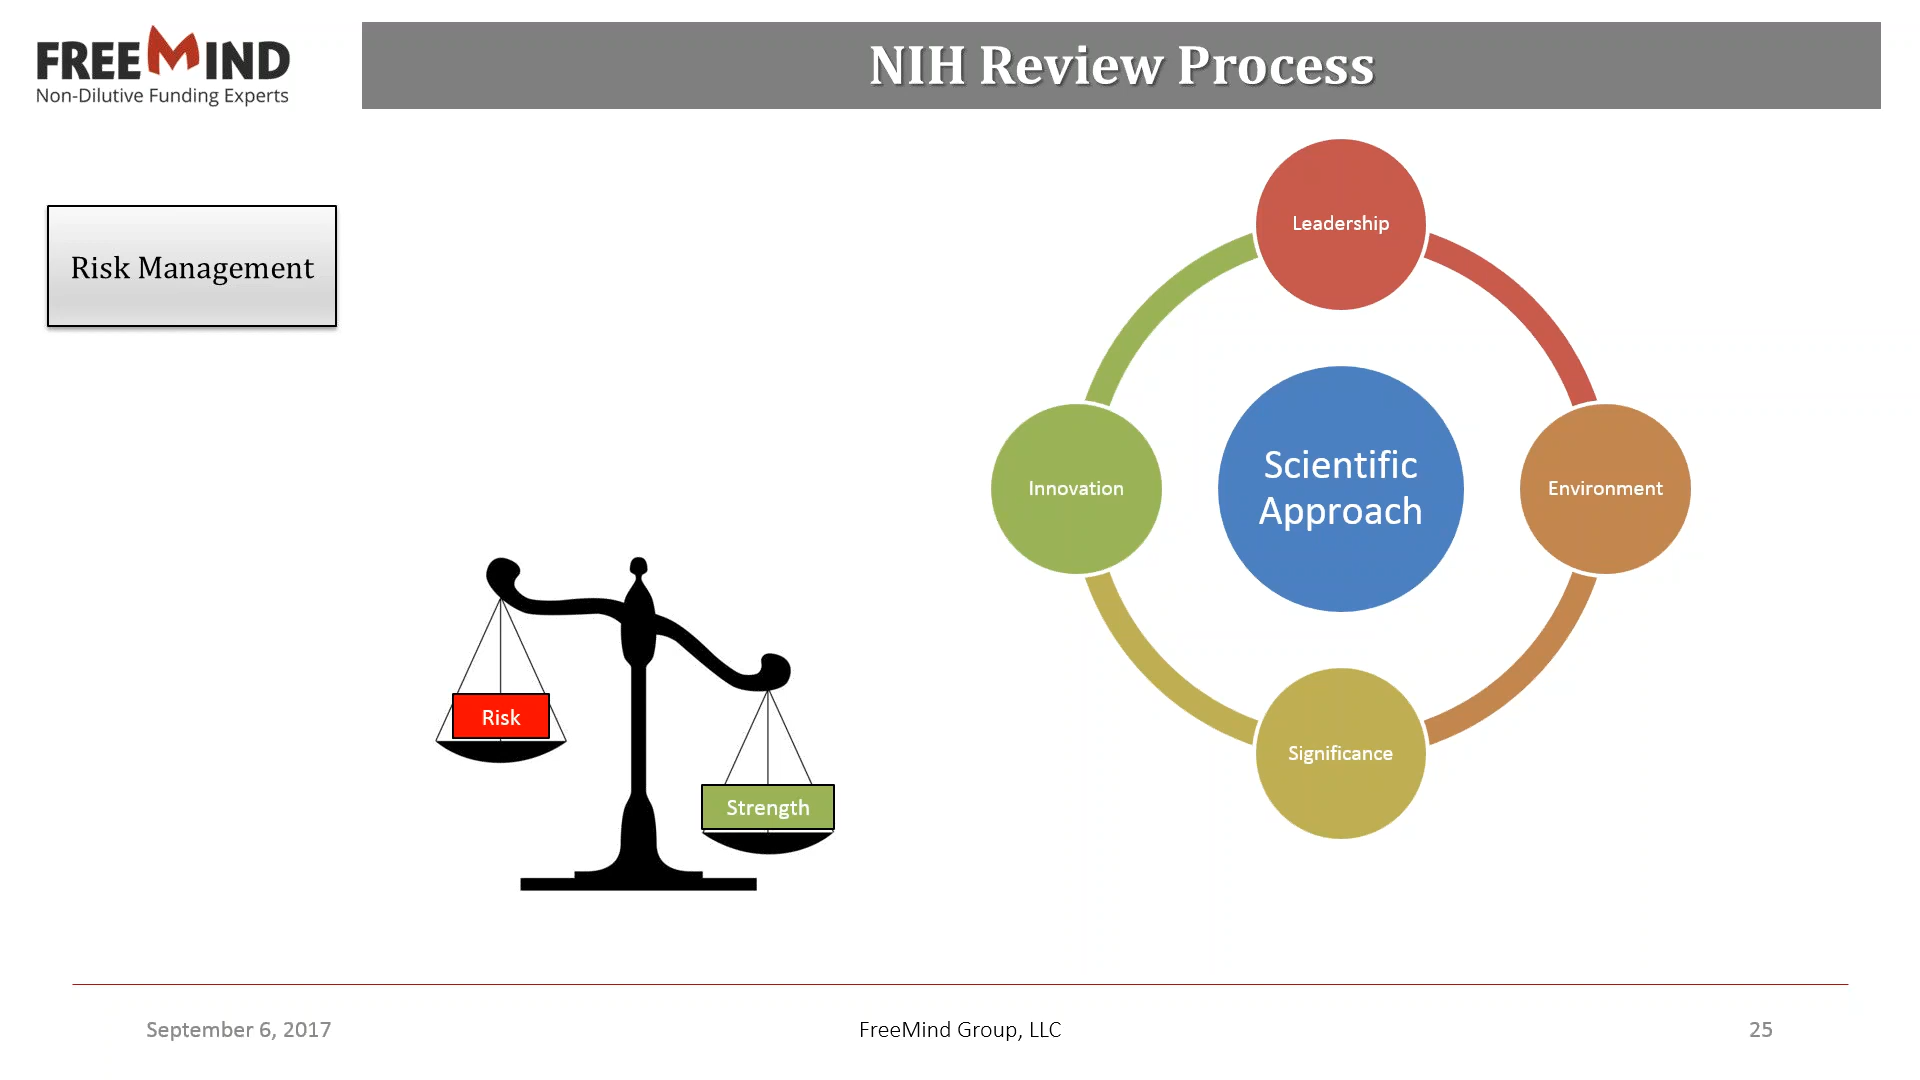 FREEMIND
Non-Dilutive Funding Experts
NIH Review Process
Risk Management
Leadership
Innovation
Scientific
Approach
Environment
Significance
Risk
Strength
September 6, 2017
FreeMind Group, LLC
25